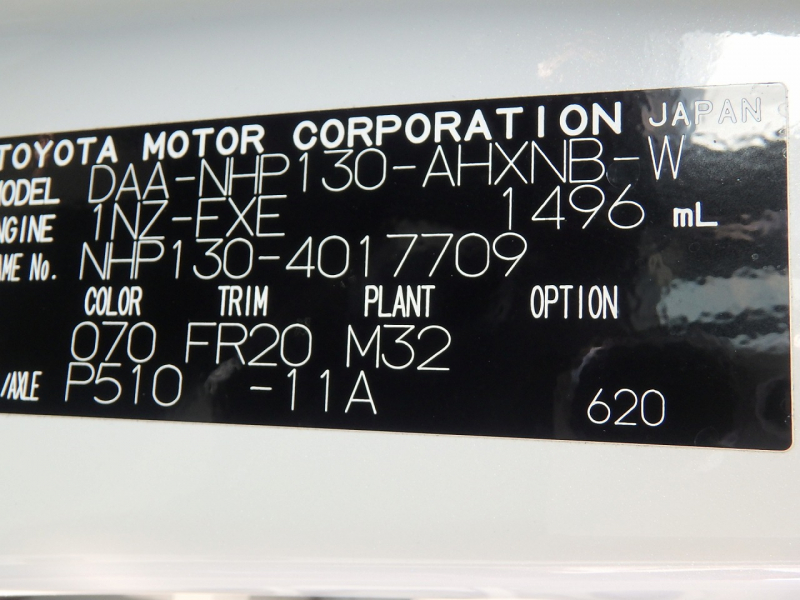 TOYOTA MOTOR CORPORATION JAPAN
MODEL DAA-NHP130-AHXNB-W
NGINE 1NZ-FXE 1496 mL
AME No. NHP130-4017709
COLOR TRIM PLANT OPTION
070 FR20 M32
/AXLE P510 -11A 620